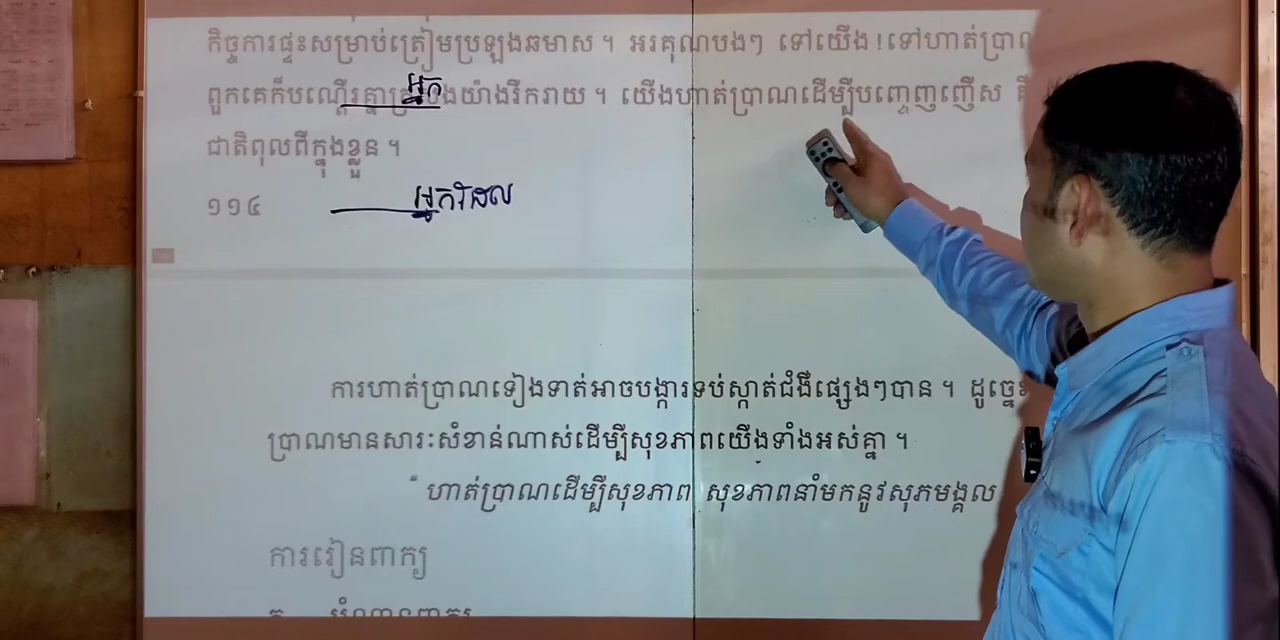 កិច្ចការផ្ទះសម្រាប់ត្រៀមប្រឡងឆមាស ។ អរគុណបងៗ ទៅយើង ! ទៅហាត់ប្រាណ
អ្នក
ពួកគេក៏បណ្ដើរគ្នាត្រឡប់យ៉ាងរីករាយ ។ យើងហាត់ប្រាណដើម្បីបញ្ចេញញើស
ជាតិពុលពីក្នុងខ្លួន ។
១១៤
អ្នកដែល
ការហាត់ប្រាណទៀងទាត់អាចបង្ការទប់ស្កាត់ជំងឺផ្សេងៗបាន ។ ដូច្នេះ
ប្រាណមានសារៈសំខាន់ណាស់ដើម្បីសុខភាពយើងទាំងអស់គ្នា ។
“ ហាត់ប្រាណដើម្បីសុខភាព សុខភាពនាំមកនូវសុភមង្គល
ការរៀនពាក្យ